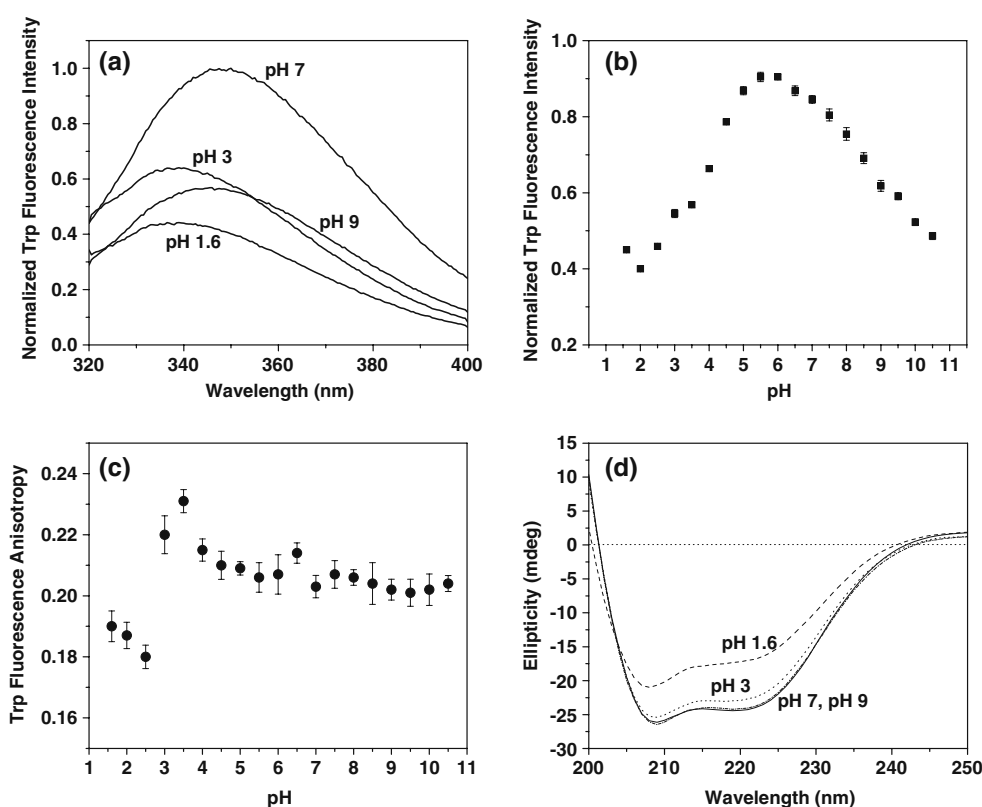 (a)
Normalized Trp Fluorescence Intensity
1.0
0.8
0.6
0.4
0.2
0.0
pH 7
pH 3
pH 9
pH 1.6
320 340 360 380 400
Wavelength (nm)
(b)
Normalized Trp Fluorescence Intensity
1.0
0.8
0.6
0.4
0.2
1 2 3 4 5 6 7 8 9 10 11
pH
(c)
Trp Fluorescence Anisotropy
0.24
0.22
0.20
0.18
0.16
1 2 3 4 5 6 7 8 9 10 11
pH
(d)
Ellipticity (mdeg)
15
10
5
0
-5
-10
-15
-20
-25
-30
pH 1.6
pH 3
pH 7, pH 9
200 210 220 230 240 250
Wavelength (nm)